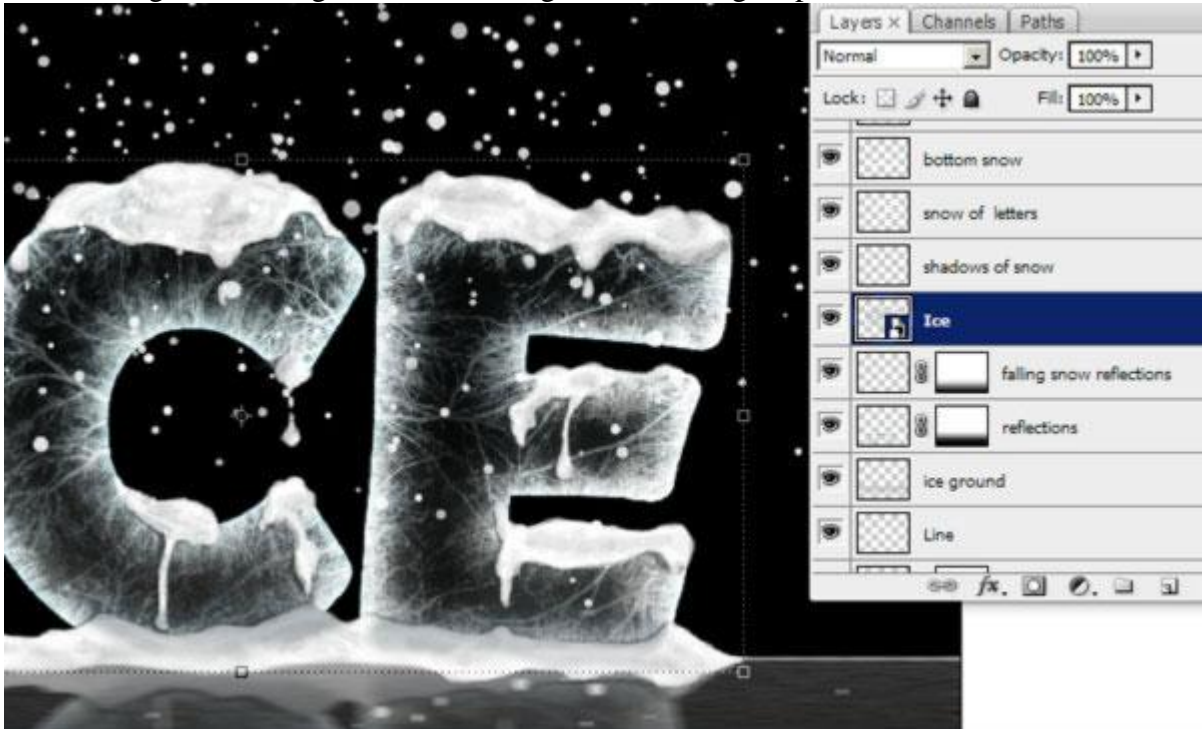 CE
Layers × Channels Paths
Normal Opacity: 100%
Lock: Fill: 100%
bottom snow
snow of letters
shadows of snow
Ice
falling snow reflections
reflections
ice ground
Line
fx.